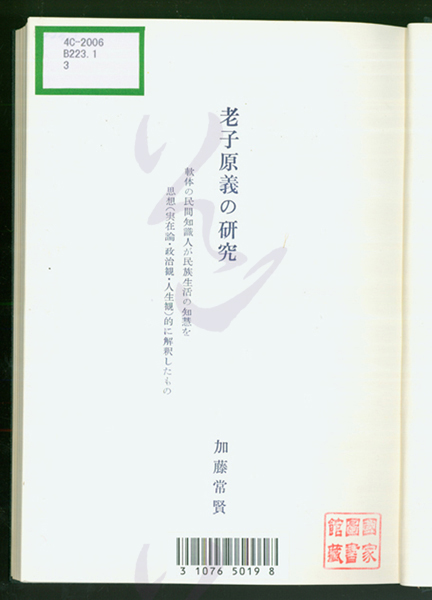 4C-2006
B223.1
3
老子原義の研究
軟体の民間知識人が民族生活の知慧を
思想(実在論・政治観・人生観)的に解釈したもの
加藤常賢
3 1076 5019 8
國家
圖書
館藏